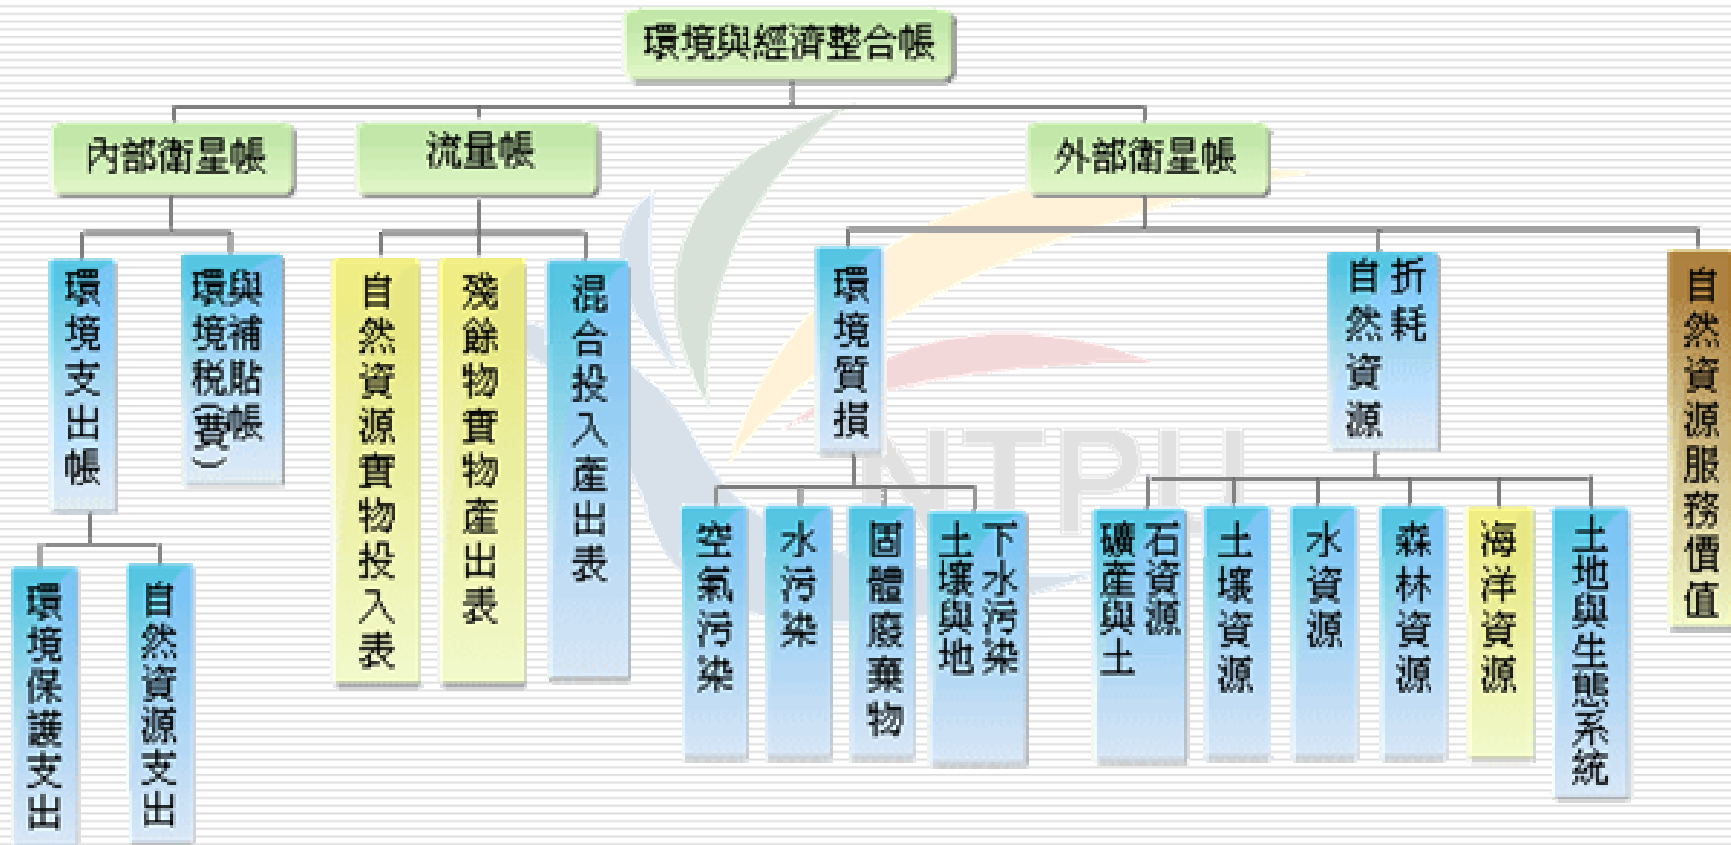 環境與經濟整合帳
內部衛星帳
流量帳
外部衛星帳
環境支出帳
環境稅(費)
與補貼帳
自然資源實物投入表
殘餘物實物產出表
混合投入產出表
環境質損
自然資源
折耗
自然資源服務價值
環境保護支出
自然資源支出
空氣污染
水污染
固體廢棄物
土壤與地
下水污染
礦產與土
石資源
土壤資源
水資源
森林資源
海洋資源
土地與生態系統
NTPU